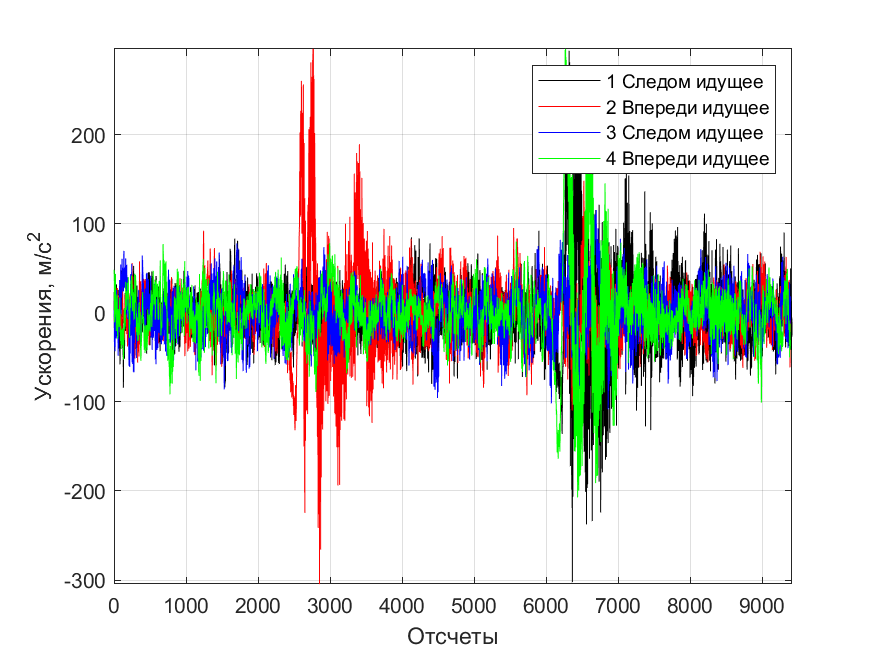 1 Следом идущее
2 Впереди идущее
3 Следом идущее
4 Впереди идущее
200
100
0
-100
-200
-300
Ускорения, м/с²
0 1000 2000 3000 4000 5000 6000 7000 8000 9000
Отсчеты